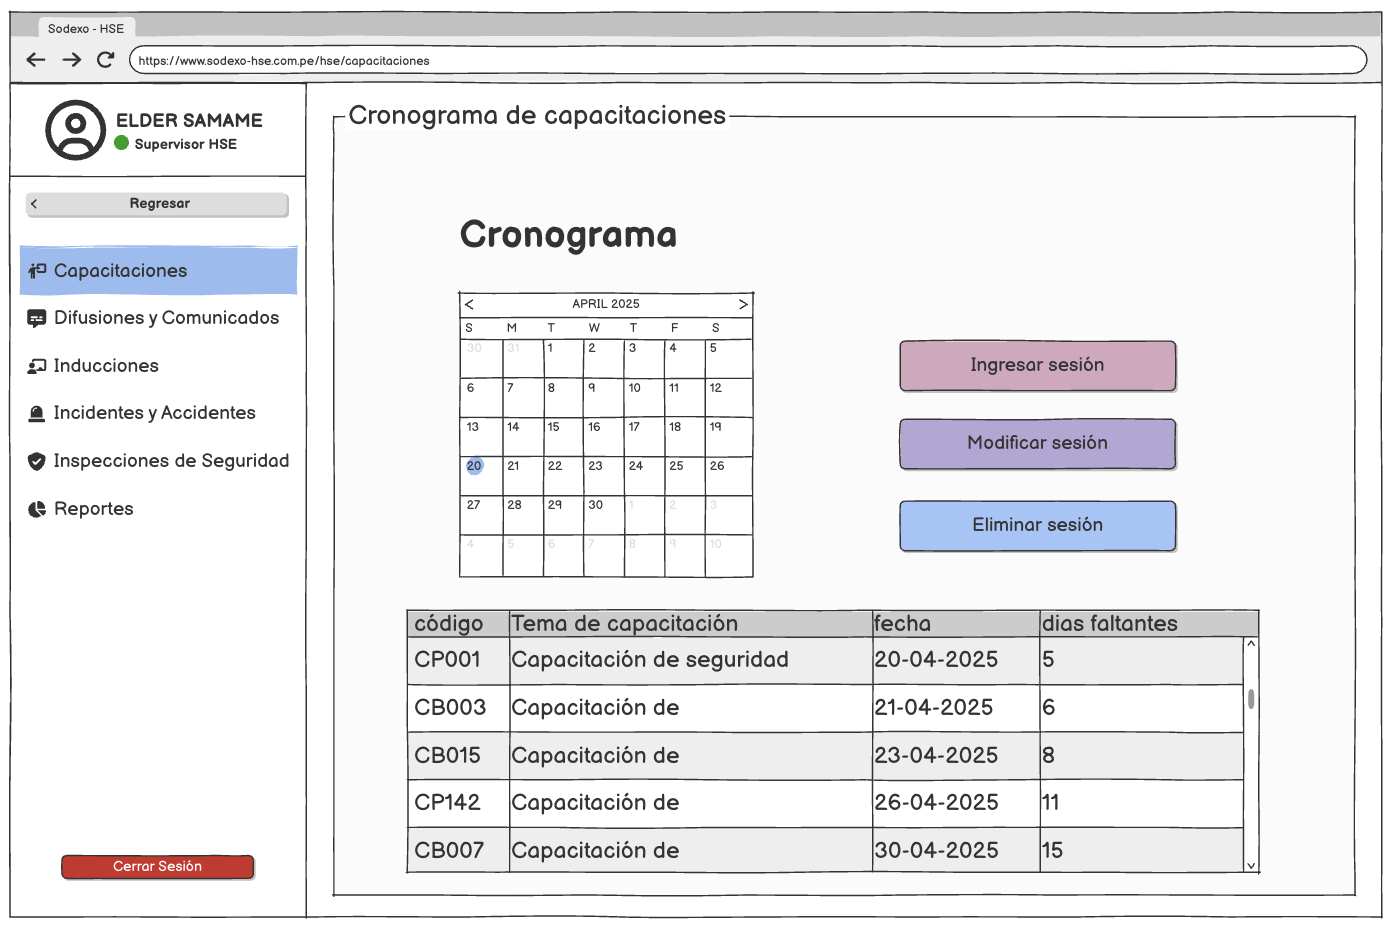 Sodexo - HSE
https://www.sodexo-hse.com.pe/hse/capacitaciones
ELDER SAMAME
Supervisor HSE
Regresar
Capacitaciones
Difusiones y Comunicados
Inducciones
Incidentes y Accidentes
Inspecciones de Seguridad
Reportes
Cerrar Sesión
Cronograma de capacitaciones
Cronograma
< APRIL 2025 >
S M T W T F S
30 31 1 2 3 4 5
6 7 8 9 10 11 12
13 14 15 16 17 18 19
20 21 22 23 24 25 26
27 28 29 30 1 2 3
4 5 6 7 8 9 10
Ingresar sesión
Modificar sesión
Eliminar sesión
código Tema de capacitación fecha dias faltantes
CP001 Capacitación de seguridad 20-04-2025 5
CB003 Capacitación de 21-04-2025 6
CB015 Capacitación de 23-04-2025 8
CP142 Capacitación de 26-04-2025 11
CB007 Capacitación de 30-04-2025 15